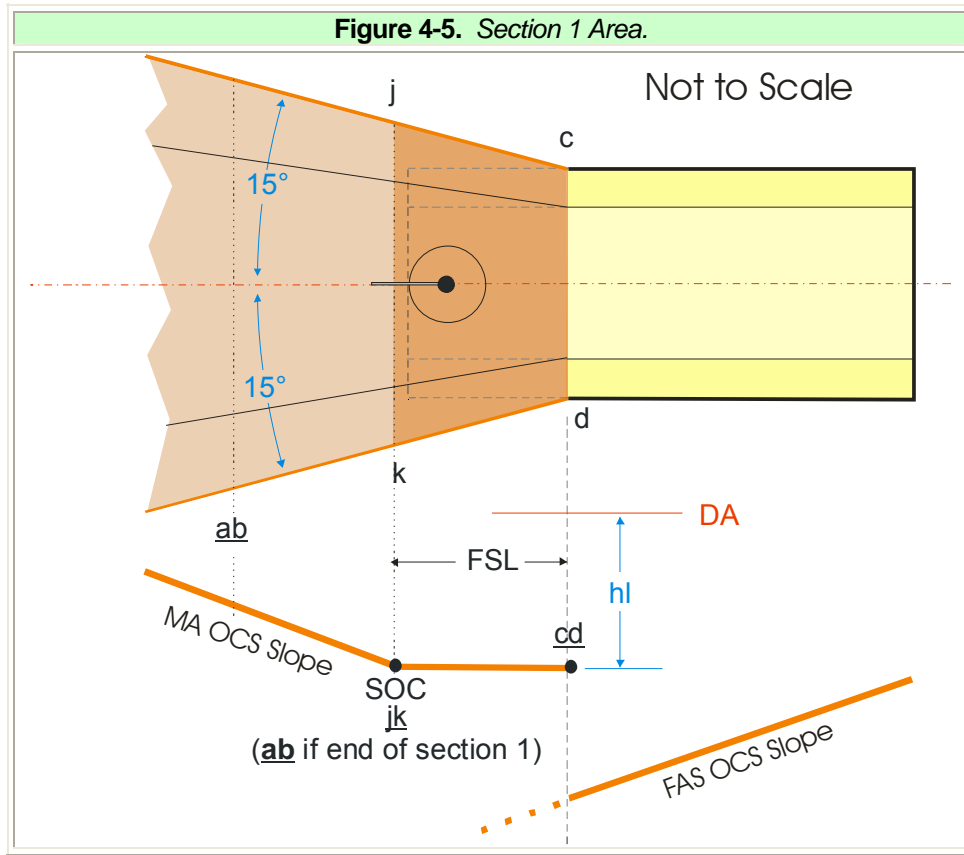 Figure 4-5. Section 1 Area.
Not to Scale
j
c
15°
15°
d
k
ab
DA
FSL
hl
cd
MA OCS Slope
SOC
jk
(ab if end of section 1)
FAS OCS Slope